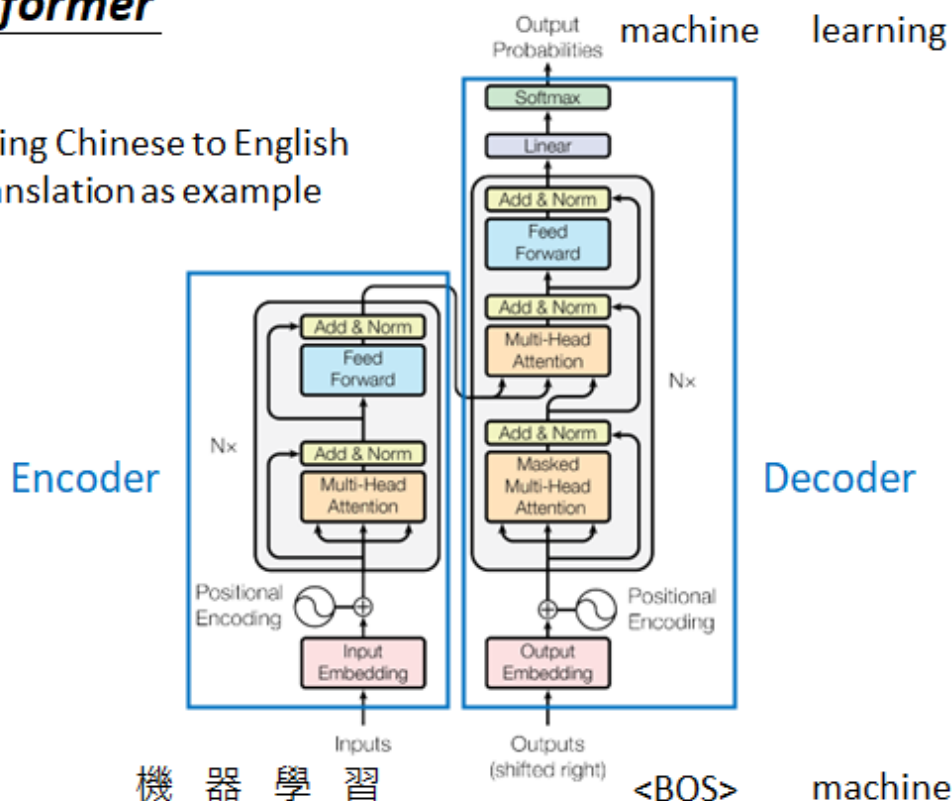 former
ing Chinese to English
anslation as example
Output
Probabilities
machine learning
Softmax
Linear
Add & Norm
Feed
Forward
Add & Norm
Multi-Head
Attention
Nx
Add & Norm
Masked
Multi-Head
Attention
Decoder
Positional
Encoding
Output
Embedding
Outputs
(shifted right)
<BOS> machine
Add & Norm
Feed
Forward
Nx
Add & Norm
Multi-Head
Attention
Encoder
Positional
Encoding
Input
Embedding
Inputs
機 器 學 習